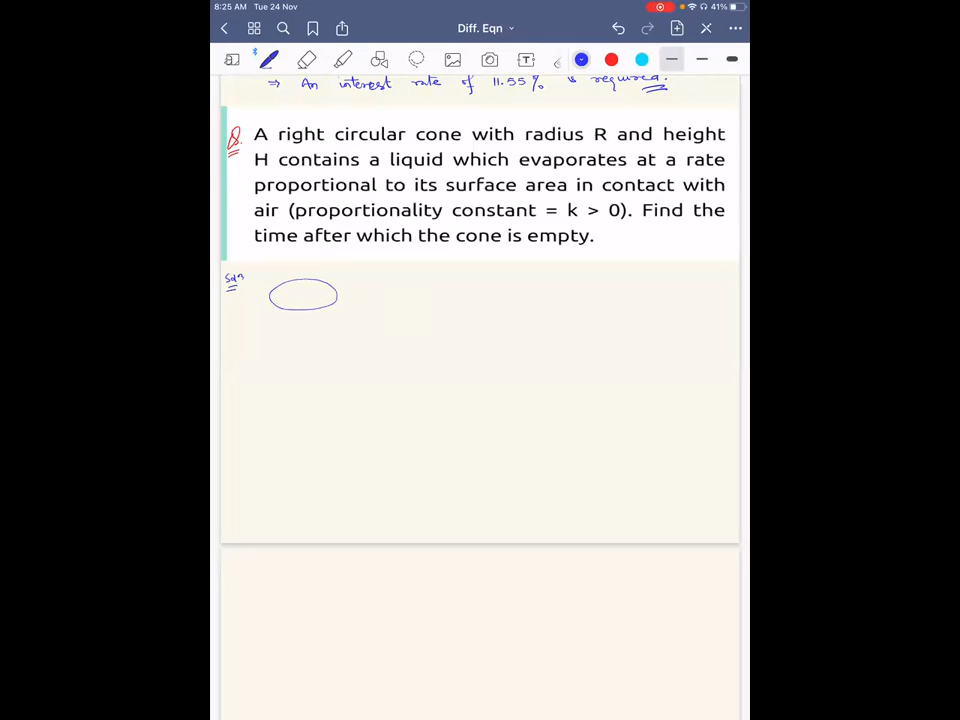 8:25 AM Tue 24 Nov 41%
Diff. Eqn
⇒ An interest rate of 11.55% is required.
Q. A right circular cone with radius R and height
H contains a liquid which evaporates at a rate
proportional to its surface area in contact with
air (proportionality constant = k > 0). Find the
time after which the cone is empty.
Soln